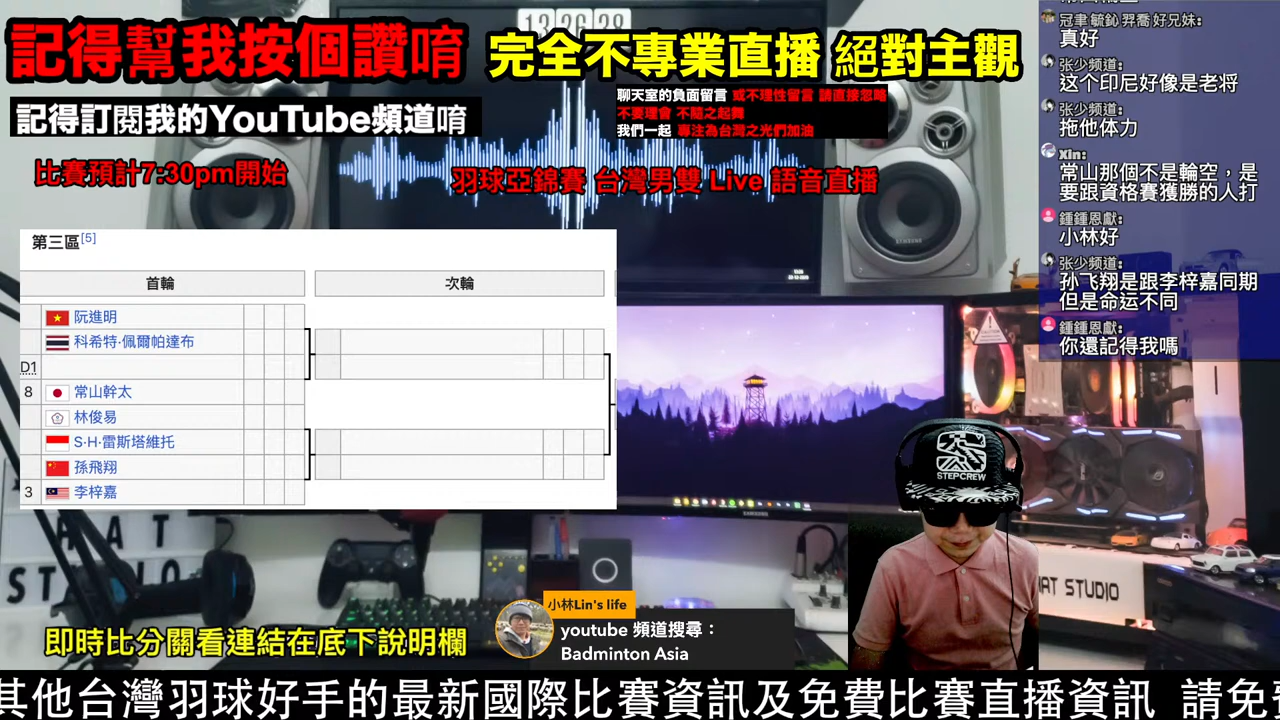 13 26 28
記得幫我按個讚唷
完全不專業直播 絕對主觀
記得訂閱我的YouTube頻道唷
聊天室的負面留言 或不理性留言 請直接忽略
不要理會 不隨之起舞
我們一起 專注為台灣之光們加油
比賽預計7:30pm開始
羽球亞錦賽 台灣男雙 Live 語音直播
第三區[5]
首輪
次輪
阮進明
科希特·佩爾帕達布
D1
8 常山幹太
林俊易
S·H·雷斯塔維托
孫飛翔
3 李梓嘉
SAMSUNG
冠聿 毓釻 羿喬 好兄妹:
真好
张少频道:
这个印尼好像是老将
张少频道:
拖他体力
Xin:
常山那個不是輪空，是
要跟資格賽獲勝的人打
鍾鍾恩獻:
小林好
张少频道:
孙飞翔是跟李梓嘉同期
但是命运不同
鍾鍾恩獻:
你還記得我嗎
STEPCREW
HAT STUDIO
小林Lin's life
youtube 頻道搜尋：
Badminton Asia
即時比分關看連結在底下說明欄
其他台灣羽球好手的最新國際比賽資訊及免費比賽直播資訊 請免